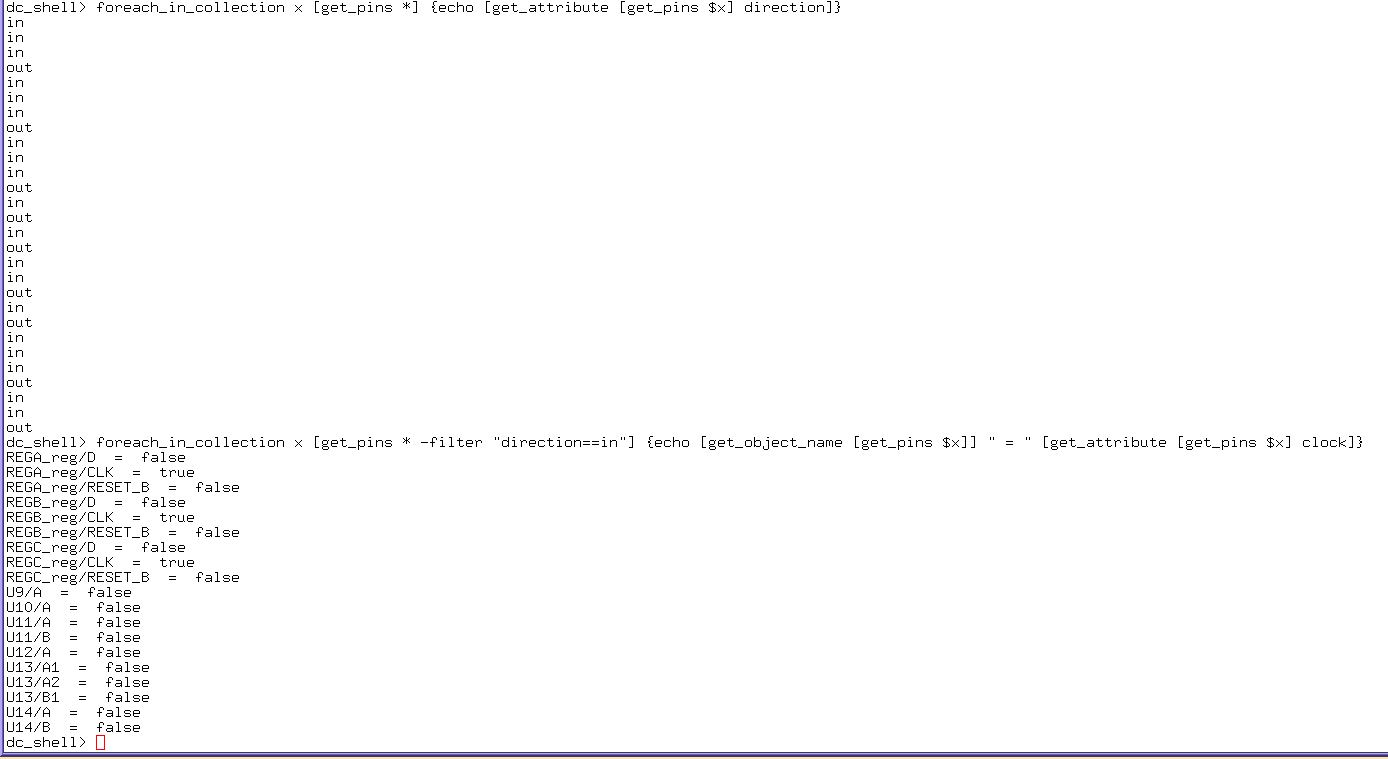 dc_shell> foreach_in_collection x [get_pins *] {echo [get_attribute [get_pins $x] direction]}
in
in
in
out
in
in
in
out
in
in
in
out
in
out
in
out
in
in
out
in
out
in
in
in
out
in
in
out
dc_shell> foreach_in_collection x [get_pins * -filter "direction==in"] {echo [get_object_name [get_pins $x]] " = " [get_attribute [get_pins $x] clock]}
REGA_reg/D  =  false
REGA_reg/CLK  =  true
REGA_reg/RESET_B  =  false
REGB_reg/D  =  false
REGB_reg/CLK  =  true
REGB_reg/RESET_B  =  false
REGC_reg/D  =  false
REGC_reg/CLK  =  true
REGC_reg/RESET_B  =  false
U9/A  =  false
U10/A  =  false
U11/A  =  false
U11/B  =  false
U12/A  =  false
U13/A1  =  false
U13/A2  =  false
U13/B1  =  false
U14/A  =  false
U14/B  =  false
dc_shell>